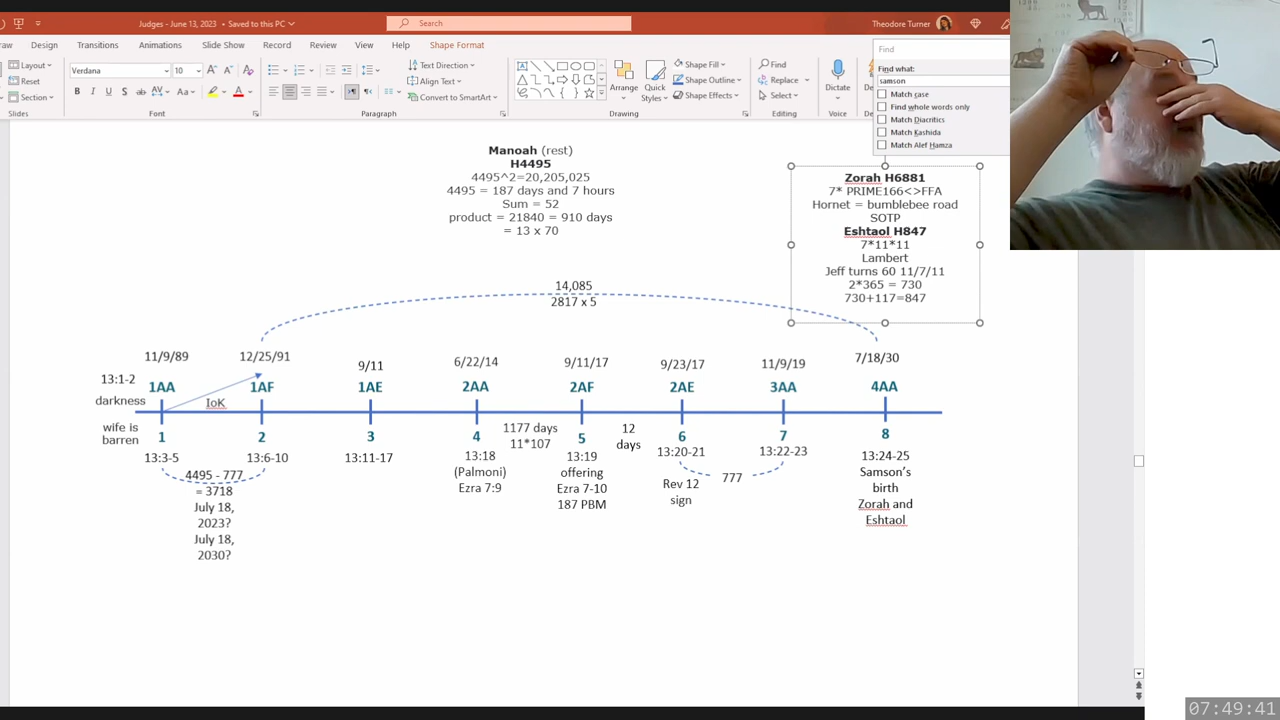 Judges - June 13, 2023 • Saved to this PC
Search
Theodore Turner
Design
Transitions
Animations
Slide Show
Record
Review
View
Help
Shape Format
Layout
Reset
Section
Slides
Verdana
10
Font
Text Direction
Align Text
Convert to SmartArt
Paragraph
Arrange
Quick
Styles
Shape Fill
Shape Outline
Shape Effects
Drawing
Find
Replace
Select
Editing
Dictate
Voice
Find
Find what:
samson
Match case
Find whole words only
Match Diacritics
Match Kashida
Match Alef Hamza
Manoah (rest)
H4495
4495^2=20,205,025
4495 = 187 days and 7 hours
Sum = 52
product = 21840 = 910 days
= 13 x 70
Zorah H6881
7* PRIME166<>FFA
Hornet = bumblebee road
SOTP
Eshtaol H847
7*11*11
Lambert
Jeff turns 60 11/7/11
2*365 = 730
730+117=847
14,085
2817 x 5
11/9/89
12/25/91
9/11
6/22/14
9/11/17
9/23/17
11/9/19
7/18/30
13:1-2
darkness
1AA
1AF
1AE
2AA
2AF
2AE
3AA
4AA
IoK
wife is
barren
1
2
3
4
5
6
7
8
1177 days
11*107
12
days
13:3-5
13:6-10
13:11-17
13:18
(Palmoni)
Ezra 7:9
13:19
offering
Ezra 7-10
187 PBM
13:20-21
Rev 12
sign
777
13:22-23
13:24-25
Samson's
birth
Zorah and
Eshtaol
4495 - 777
= 3718
July 18,
2023?
July 18,
2030?
07:49:41